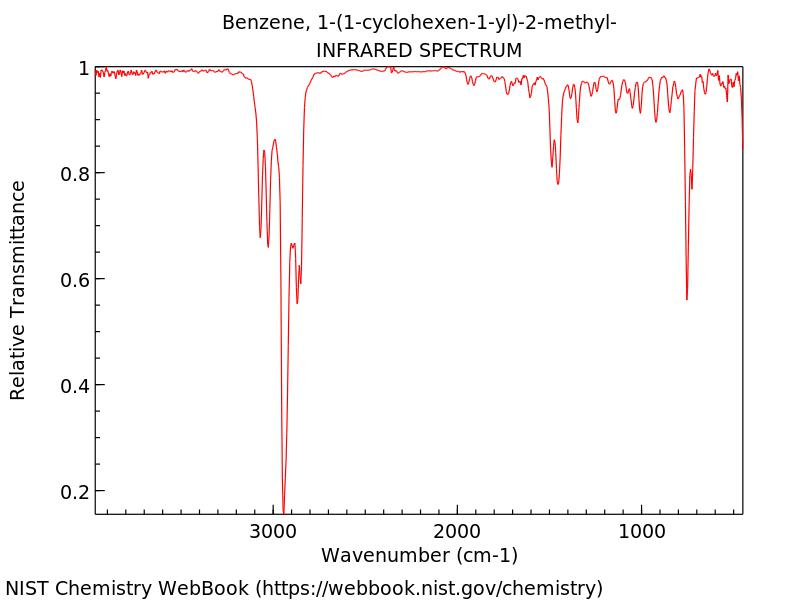 Benzene, 1-(1-cyclohexen-1-yl)-2-methyl-
INFRARED SPECTRUM
1
0.8
0.6
0.4
0.2
Relative Transmittance
3000 2000 1000
Wavenumber (cm-1)
NIST Chemistry WebBook (https://webbook.nist.gov/chemistry)